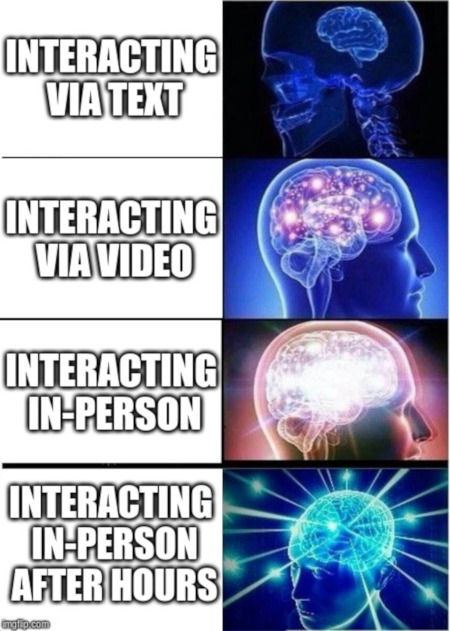 INTERACTING
VIA TEXT
INTERACTING
VIA VIDEO
INTERACTING
IN-PERSON
INTERACTING
IN-PERSON
AFTER HOURS
imgflip.com